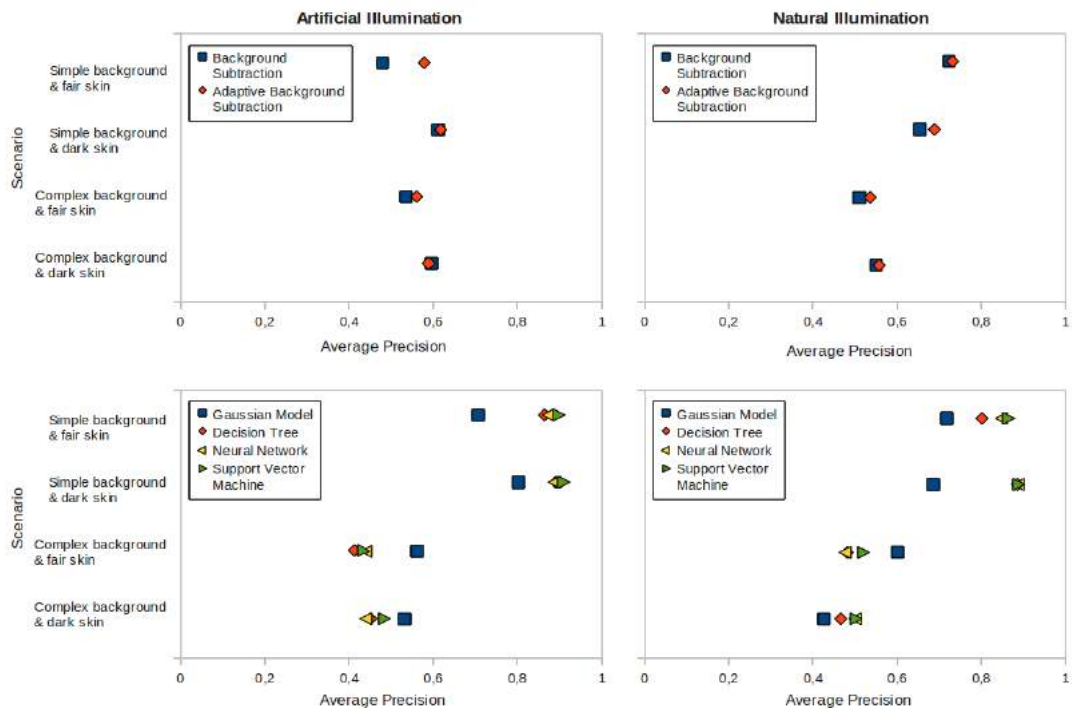 Artificial Illumination
Natural Illumination
Scenario
Simple background
& fair skin
Simple background
& dark skin
Complex background
& fair skin
Complex background
& dark skin
Background
Subtraction
Adaptive Background
Subtraction
0 0,2 0,4 0,6 0,8 1
Average Precision
Background
Subtraction
Adaptive Background
Subtraction
0 0,2 0,4 0,6 0,8 1
Average Precision
Scenario
Simple background
& fair skin
Simple background
& dark skin
Complex background
& fair skin
Complex background
& dark skin
Gaussian Model
Decision Tree
Neural Network
Support Vector
Machine
0 0,2 0,4 0,6 0,8 1
Average Precision
Gaussian Model
Decision Tree
Neural Network
Support Vector
Machine
0 0,2 0,4 0,6 0,8 1
Average Precision